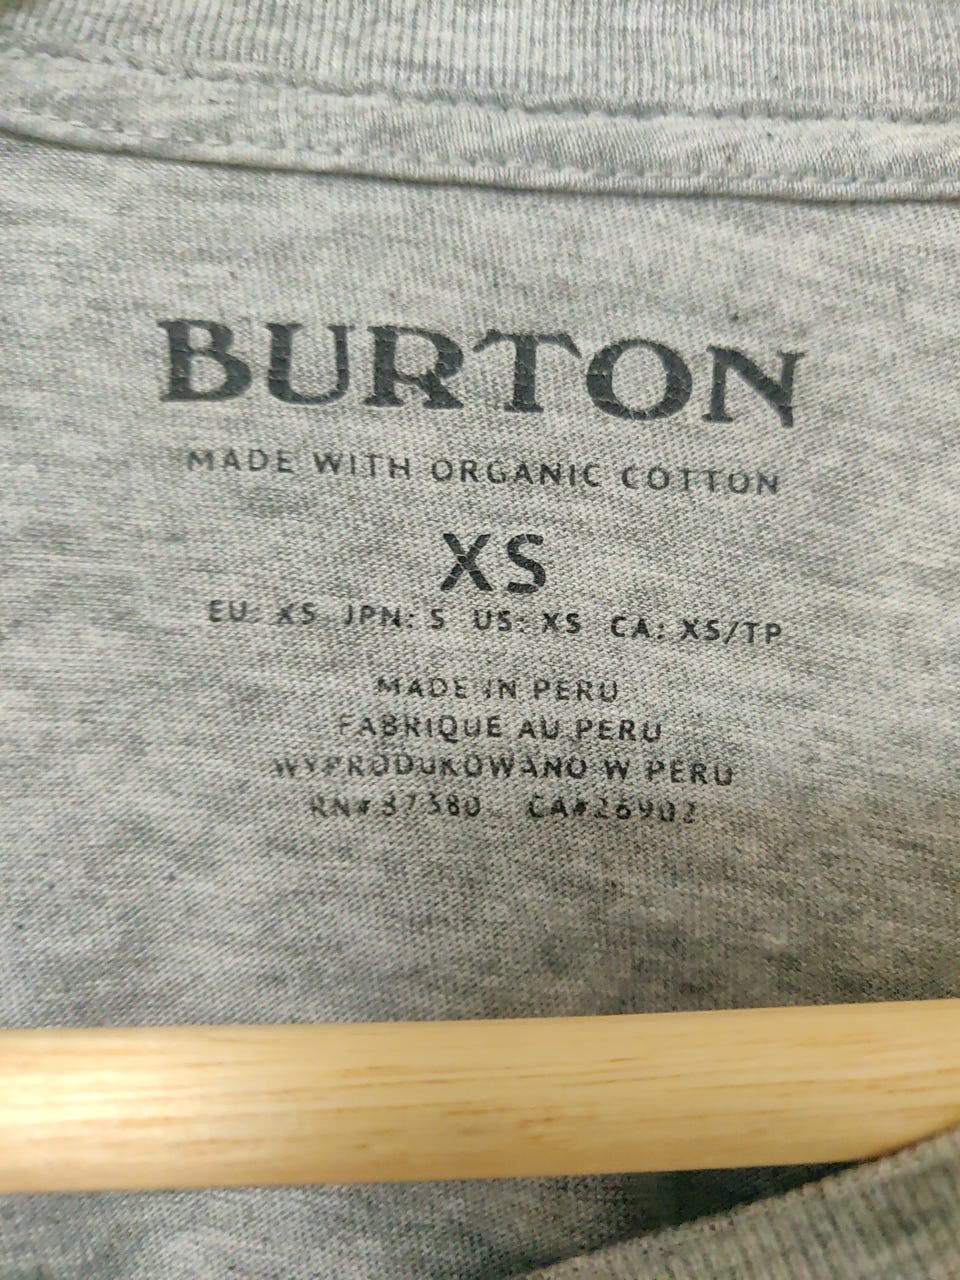 BURTON
MADE WITH ORGANIC COTTON
XS
EU: XS JPN: S US: XS CA: XS/TP
MADE IN PERU
FABRIQUE AU PERU
WYPRODUKOWANO W PERU
RN# 37380 CA#26902